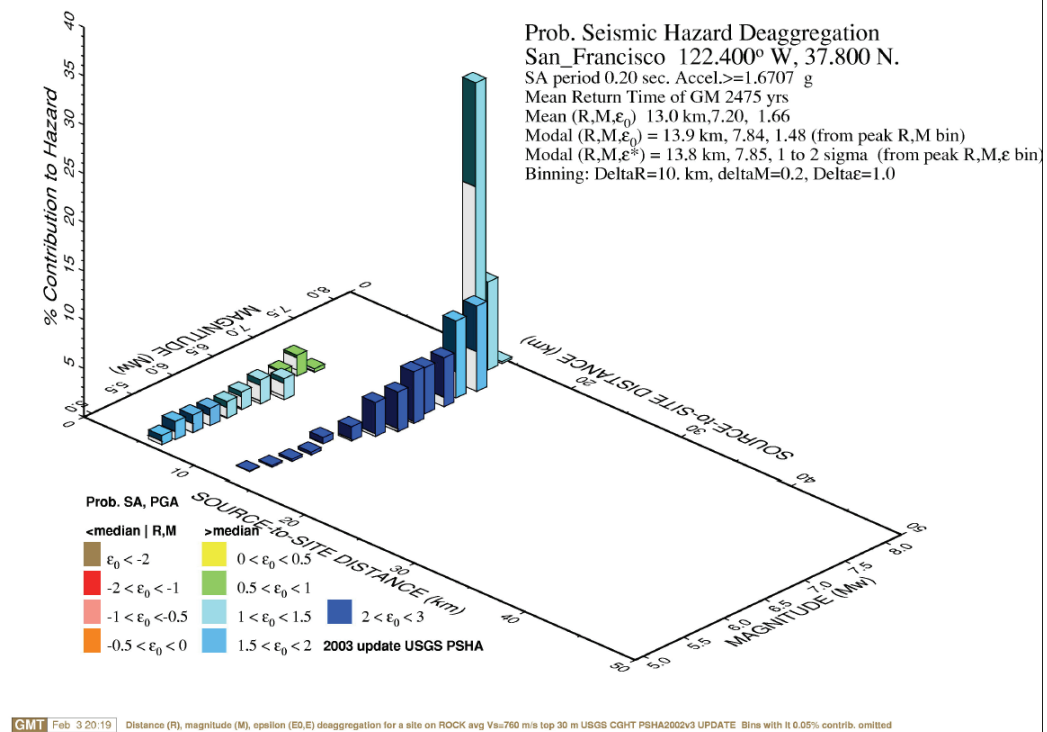 Prob. Seismic Hazard Deaggregation
San_Francisco 122.400° W, 37.800 N.
SA period 0.20 sec. Accel.>=1.6707 g
Mean Return Time of GM 2475 yrs
Mean (R,M,ε₀) 13.0 km,7.20, 1.66
Modal (R,M,ε₀) = 13.9 km, 7.84, 1.48 (from peak R,M bin)
Modal (R,M,ε*) = 13.8 km, 7.85, 1 to 2 sigma (from peak R,M,ε bin)
Binning: DeltaR=10. km, deltaM=0.2, Deltaε=1.0
% Contribution to Hazard
0 5 10 15 20 25 30 35 40
MAGNITUDE (Mw)
5.0 5.5 6.0 6.5 7.0 7.5 8.0
SOURCE-to-SITE DISTANCE (km)
0 20 30 40 50
SOURCE-to-SITE DISTANCE (km)
0 10 20 30 40 50
MAGNITUDE (Mw)
5.0 5.5 6.0 6.5 7.0 7.5 8.0
Prob. SA, PGA
<median | R,M >median
ε₀ < -2 0 < ε₀ < 0.5
-2 < ε₀ < -1 0.5 < ε₀ < 1
-1 < ε₀ <-0.5 1 < ε₀ < 1.5 2 < ε₀ < 3
-0.5 < ε₀ < 0 1.5 < ε₀ < 2 2003 update USGS PSHA
GMT Feb 3 20:19 Distance (R), magnitude (M), epsilon (E0,E) deaggregation for a site on ROCK avg Vs=760 m/s top 30 m USGS CGHT PSHA2002v3 UPDATE Bins with lt 0.05% contrib. omitted